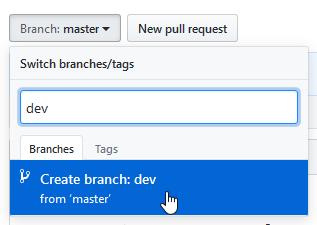 Branch: master
New pull request
Switch branches/tags
dev
Branches
Tags
Create branch: dev
from ‘master’